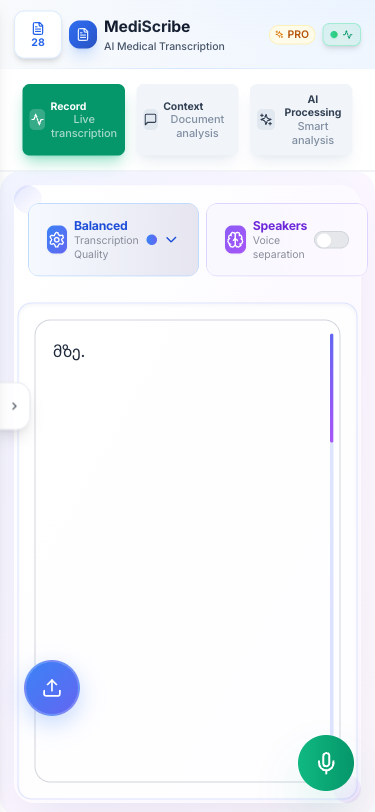 28
MediScribe
AI Medical Transcription
PRO
Record
Live
transcription
Context
Document
analysis
AI
Processing
Smart
analysis
Balanced
Transcription
Quality
Speakers
Voice
separation
მზე.